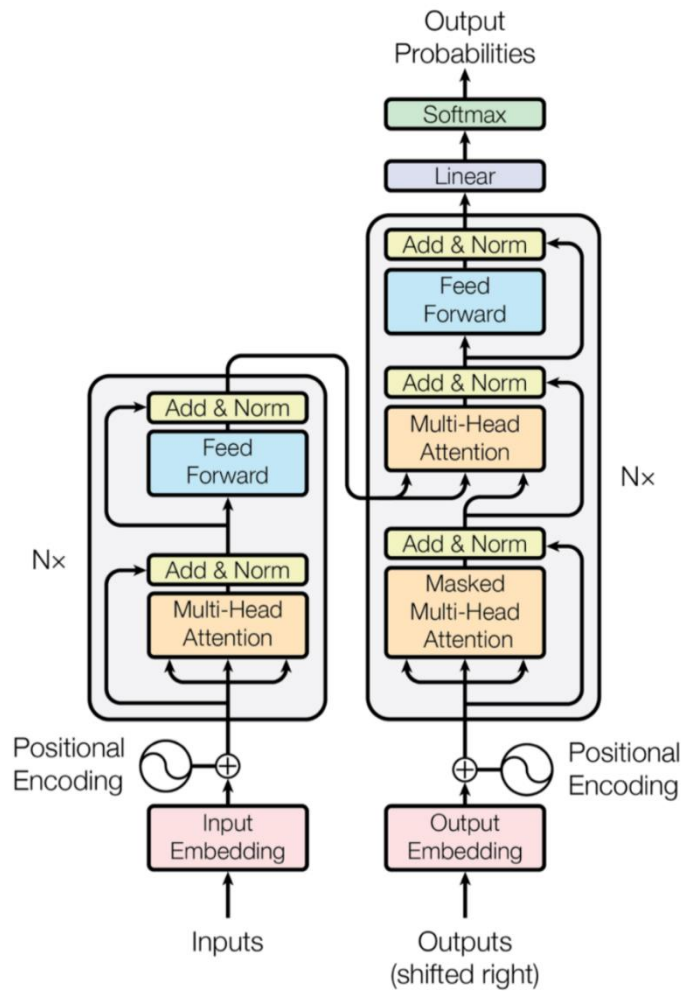 Output
Probabilities
Softmax
Linear
Add & Norm
Feed
Forward
Add & Norm
Multi-Head
Attention
Nx
Add & Norm
Masked
Multi-Head
Attention
Add & Norm
Feed
Forward
Nx
Add & Norm
Multi-Head
Attention
Positional
Encoding
Positional
Encoding
Input
Embedding
Output
Embedding
Inputs
Outputs
(shifted right)